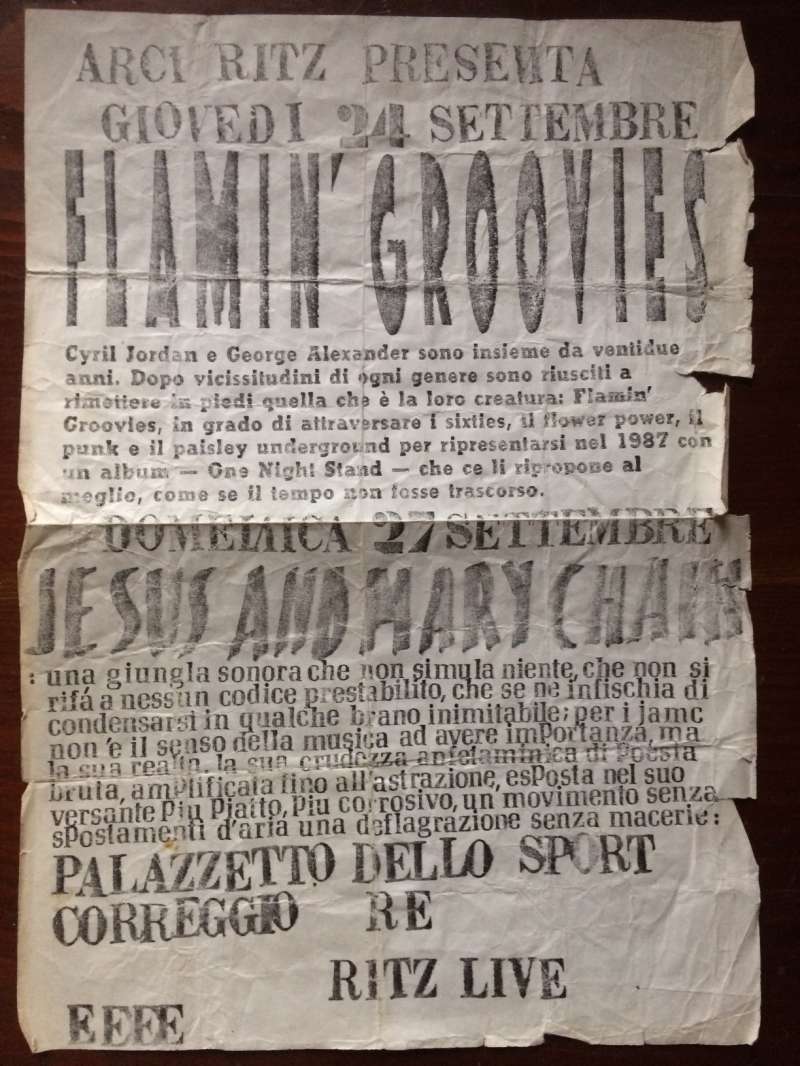 ARCI RITZ PRESENTA
GIOVEDI 24 SETTEMBRE
FLAMIN' GROOVIES
Cyril Jordan e George Alexander sono insieme da ventidue
anni. Dopo vicissitudini di ogni genere sono riusciti a
rimettere in piedi quella che è la loro creatura: Flamin'
Groovies, in grado di attraversare i sixties, il flower power, il
punk e il paisley underground per ripresentarsi nel 1987 con
un album — One Night Stand — che ce li ripropone al
meglio, come se il tempo non fosse trascorso.
DOMENICA 27 SETTEMBRE
JESUS AND MARY CHAIN
: una giungla sonora che non simula niente, che non si
rifá a nessun codice prestabilito, che se ne infischia di
condensarsi in qualche brano inimitabile; per i jamc
non 'e il senso della musica ad avere importanza, ma
la sua realta, la sua crudezza anfetaminica di Poesia
bruta, amplificata fino all'astrazione, esPosta nel suo
versante Piu Piatto, Piu corrosivo, un movimento senza
sPostamenti d'aria una deflagrazione senza macerie:
PALAZZETTO DELLO SPORT
CORREGGIO RE
RITZ LIVE
EFFE